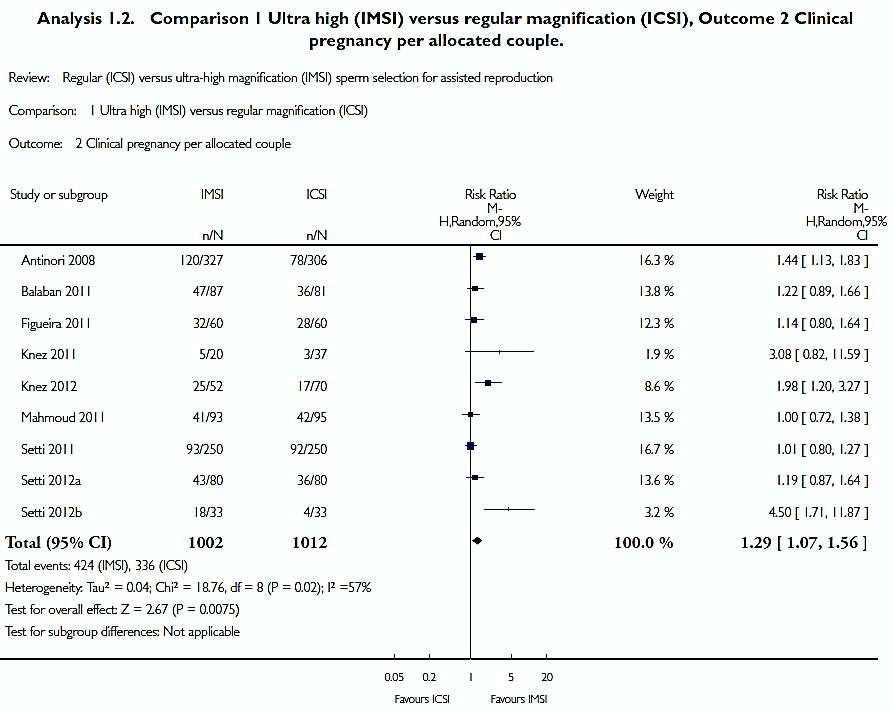 Analysis 1.2. Comparison 1 Ultra high (IMSI) versus regular magnification (ICSI), Outcome 2 Clinical
pregnancy per allocated couple.
Review: Regular (ICSI) versus ultra-high magnification (IMSI) sperm selection for assisted reproduction
Comparison: 1 Ultra high (IMSI) versus regular magnification (ICSI)
Outcome: 2 Clinical pregnancy per allocated couple
Study or subgroup IMSI ICSI Risk Ratio Weight Risk Ratio
M- M-
H,Random,95% H,Random,95%
n/N n/N CI CI
Antinori 2008 120/327 78/306 16.3 % 1.44 [ 1.13, 1.83 ]
Balaban 2011 47/87 36/81 13.8 % 1.22 [ 0.89, 1.66 ]
Figueira 2011 32/60 28/60 12.3 % 1.14 [ 0.80, 1.64 ]
Knez 2011 5/20 3/37 1.9 % 3.08 [ 0.82, 11.59 ]
Knez 2012 25/52 17/70 8.6 % 1.98 [ 1.20, 3.27 ]
Mahmoud 2011 41/93 42/95 13.5 % 1.00 [ 0.72, 1.38 ]
Setti 2011 93/250 92/250 16.7 % 1.01 [ 0.80, 1.27 ]
Setti 2012a 43/80 36/80 13.6 % 1.19 [ 0.87, 1.64 ]
Setti 2012b 18/33 4/33 3.2 % 4.50 [ 1.71, 11.87 ]
Total (95% CI) 1002 1012 100.0 % 1.29 [ 1.07, 1.56 ]
Total events: 424 (IMSI), 336 (ICSI)
Heterogeneity: Tau² = 0.04; Chi² = 18.76, df = 8 (P = 0.02); I² =57%
Test for overall effect: Z = 2.67 (P = 0.0075)
Test for subgroup differences: Not applicable
0.05 0.2 1 5 20
Favours ICSI Favours IMSI